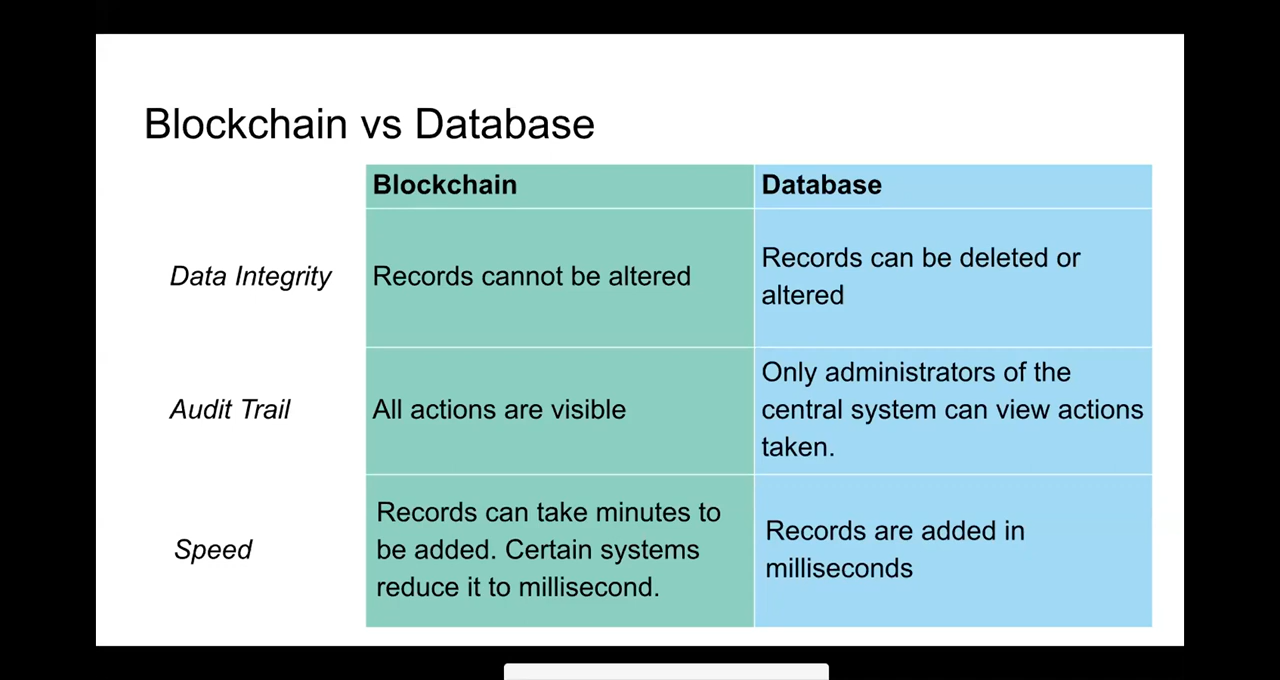 Blockchain vs Database
Blockchain
Database
Data Integrity
Records cannot be altered
Records can be deleted or
altered
Audit Trail
All actions are visible
Only administrators of the
central system can view actions
taken.
Speed
Records can take minutes to
be added. Certain systems
reduce it to millisecond.
Records are added in
milliseconds